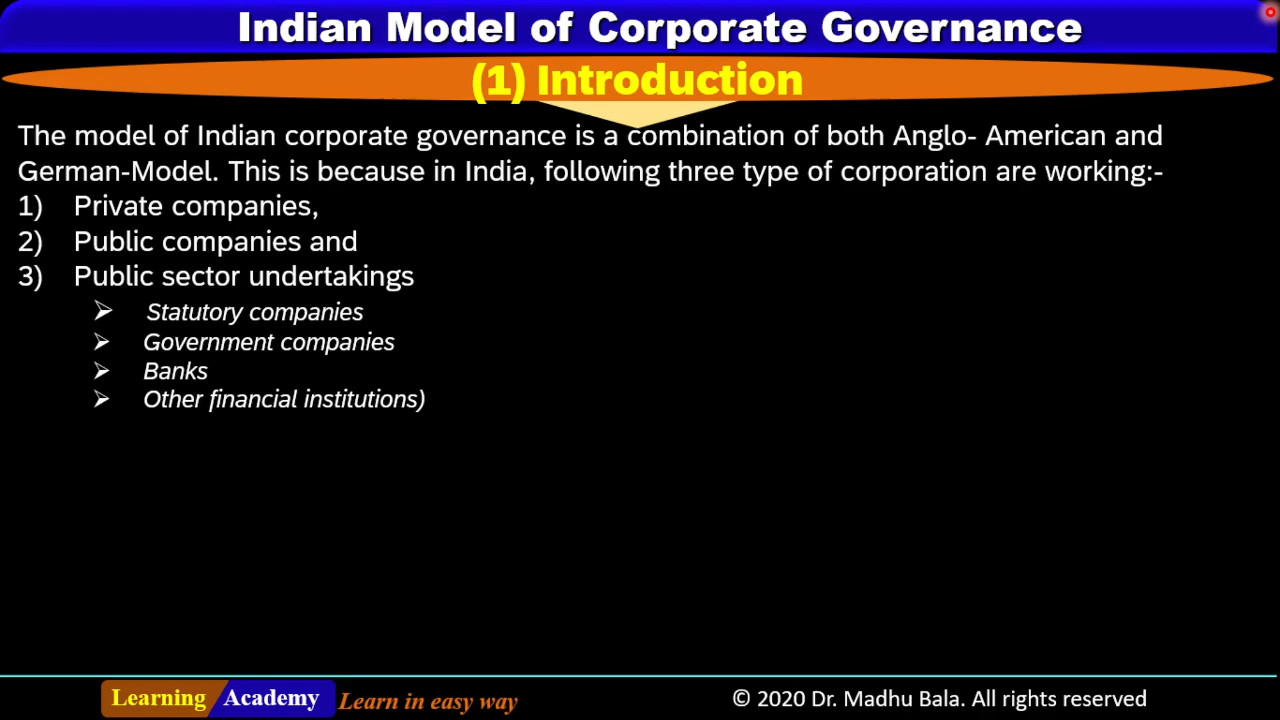 Indian Model of Corporate Governance
(1) Introduction
The model of Indian corporate governance is a combination of both Anglo- American and
German-Model. This is because in India, following three type of corporation are working:-
1) Private companies,
2) Public companies and
3) Public sector undertakings
➢ Statutory companies
➢ Government companies
➢ Banks
➢ Other financial institutions)
Learning Academy Learn in easy way
© 2020 Dr. Madhu Bala. All rights reserved